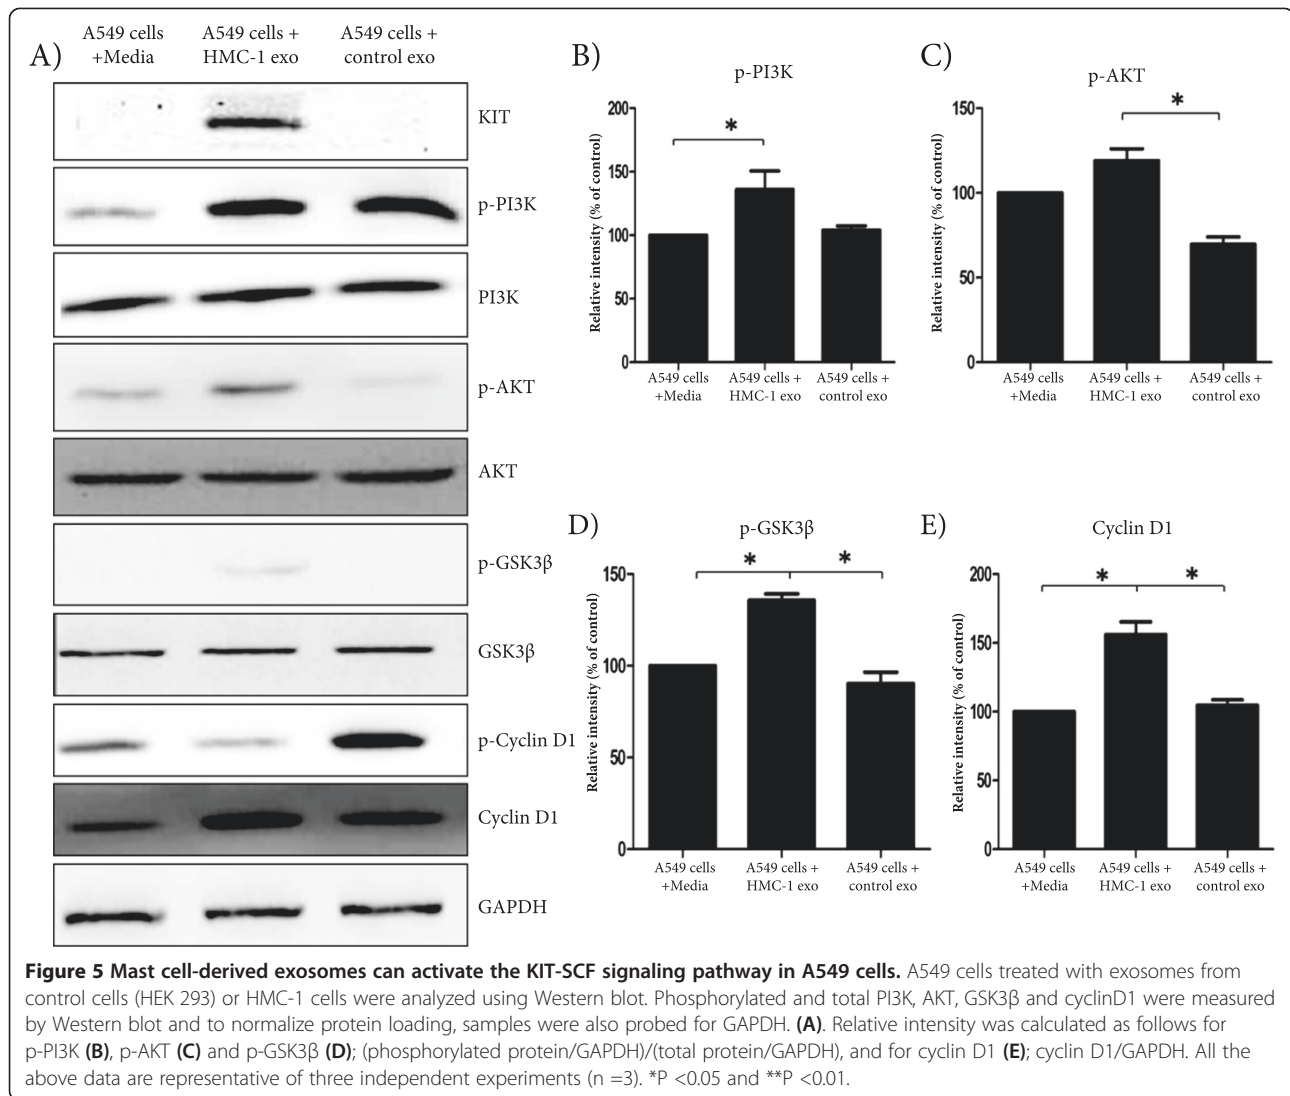 A)
A549 cells
+Media
A549 cells +
HMC-1 exo
A549 cells +
control exo
KIT
p-PI3K
PI3K
p-AKT
AKT
p-GSK3β
GSK3β
p-Cyclin D1
Cyclin D1
GAPDH
B)
p-PI3K
Relative intensity (% of control)
200
150
100
50
0
A549 cells
+Media
A549 cells +
HMC-1 exo
A549 cells +
control exo
*
C)
p-AKT
Relative intensity (% of control)
150
100
50
0
A549 cells
+Media
A549 cells +
HMC-1 exo
A549 cells +
control exo
*
D)
p-GSK3β
Relative intensity (% of control)
150
100
50
0
A549 cells
+Media
A549 cells +
HMC-1 exo
A549 cells +
control exo
*
*
E)
Cyclin D1
Relative intensity (% of control)
200
150
100
50
0
A549 cells
+Media
A549 cells +
HMC-1 exo
A549 cells +
control exo
*
*
Figure 5 Mast cell-derived exosomes can activate the KIT-SCF signaling pathway in A549 cells. A549 cells treated with exosomes from
control cells (HEK 293) or HMC-1 cells were analyzed using Western blot. Phosphorylated and total PI3K, AKT, GSK3β and cyclinD1 were measured
by Western blot and to normalize protein loading, samples were also probed for GAPDH. (A). Relative intensity was calculated as follows for
p-PI3K (B), p-AKT (C) and p-GSK3β (D); (phosphorylated protein/GAPDH)/(total protein/GAPDH), and for cyclin D1 (E); cyclin D1/GAPDH. All the
above data are representative of three independent experiments (n =3). *P <0.05 and **P <0.01.